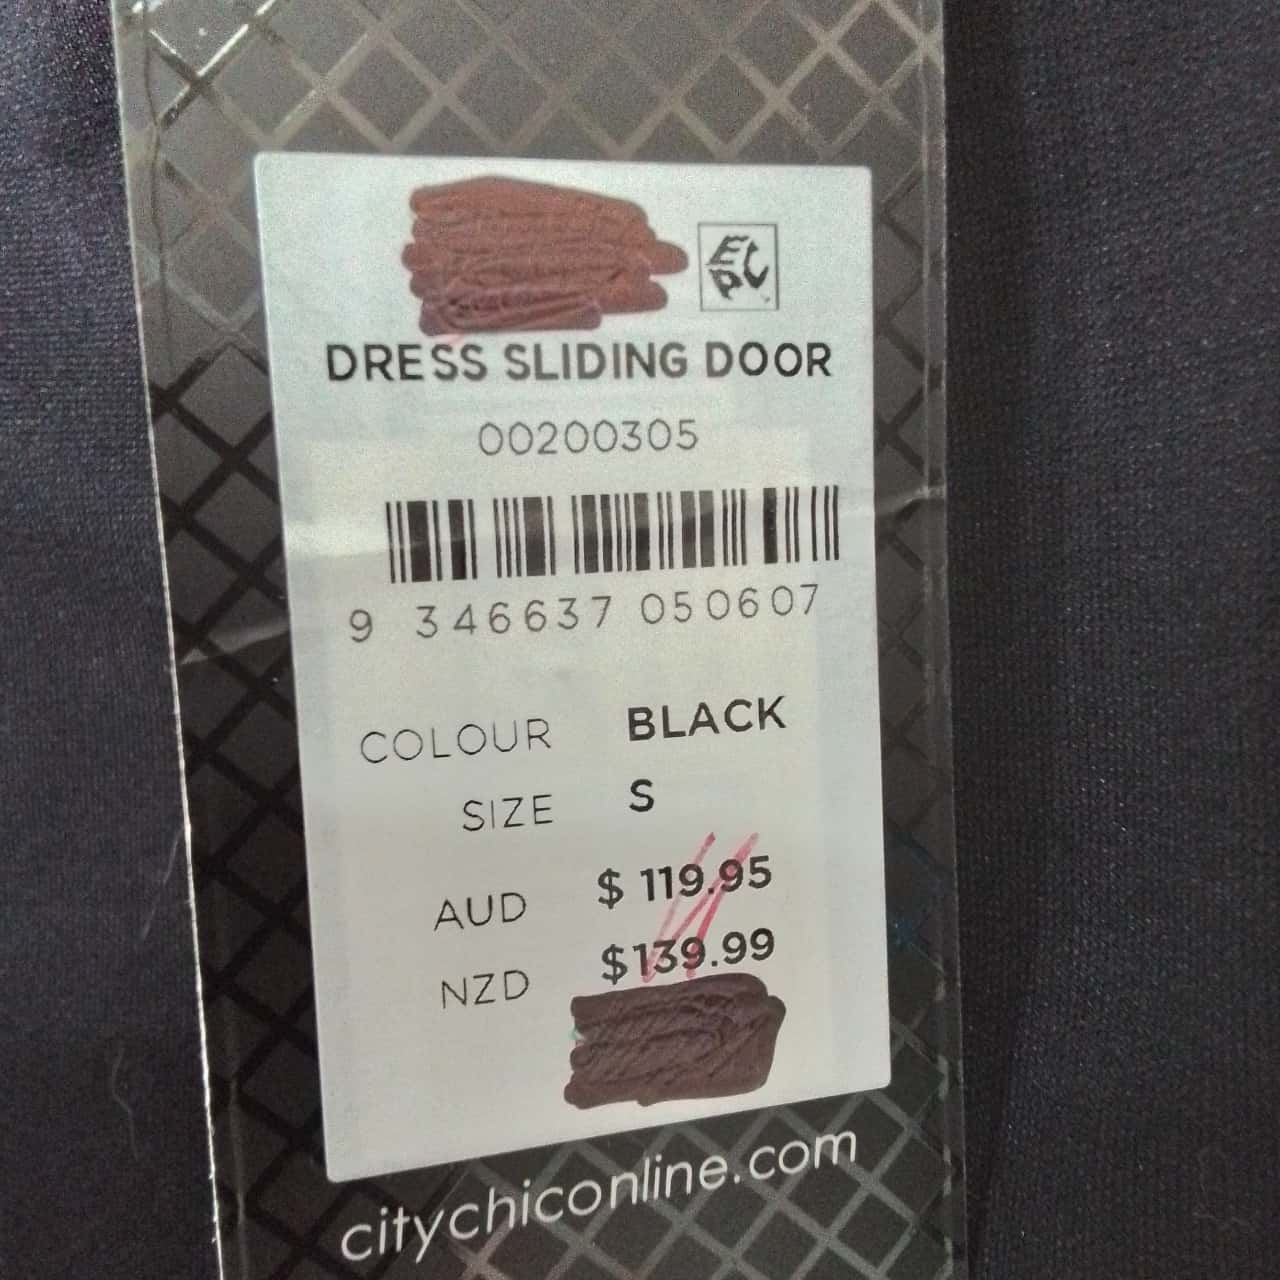 DRESS SLIDING DOOR
00200305
9 346637 050607
COLOUR BLACK
SIZE S
AUD $ 119.95
NZD $139.99
citychiconline.com